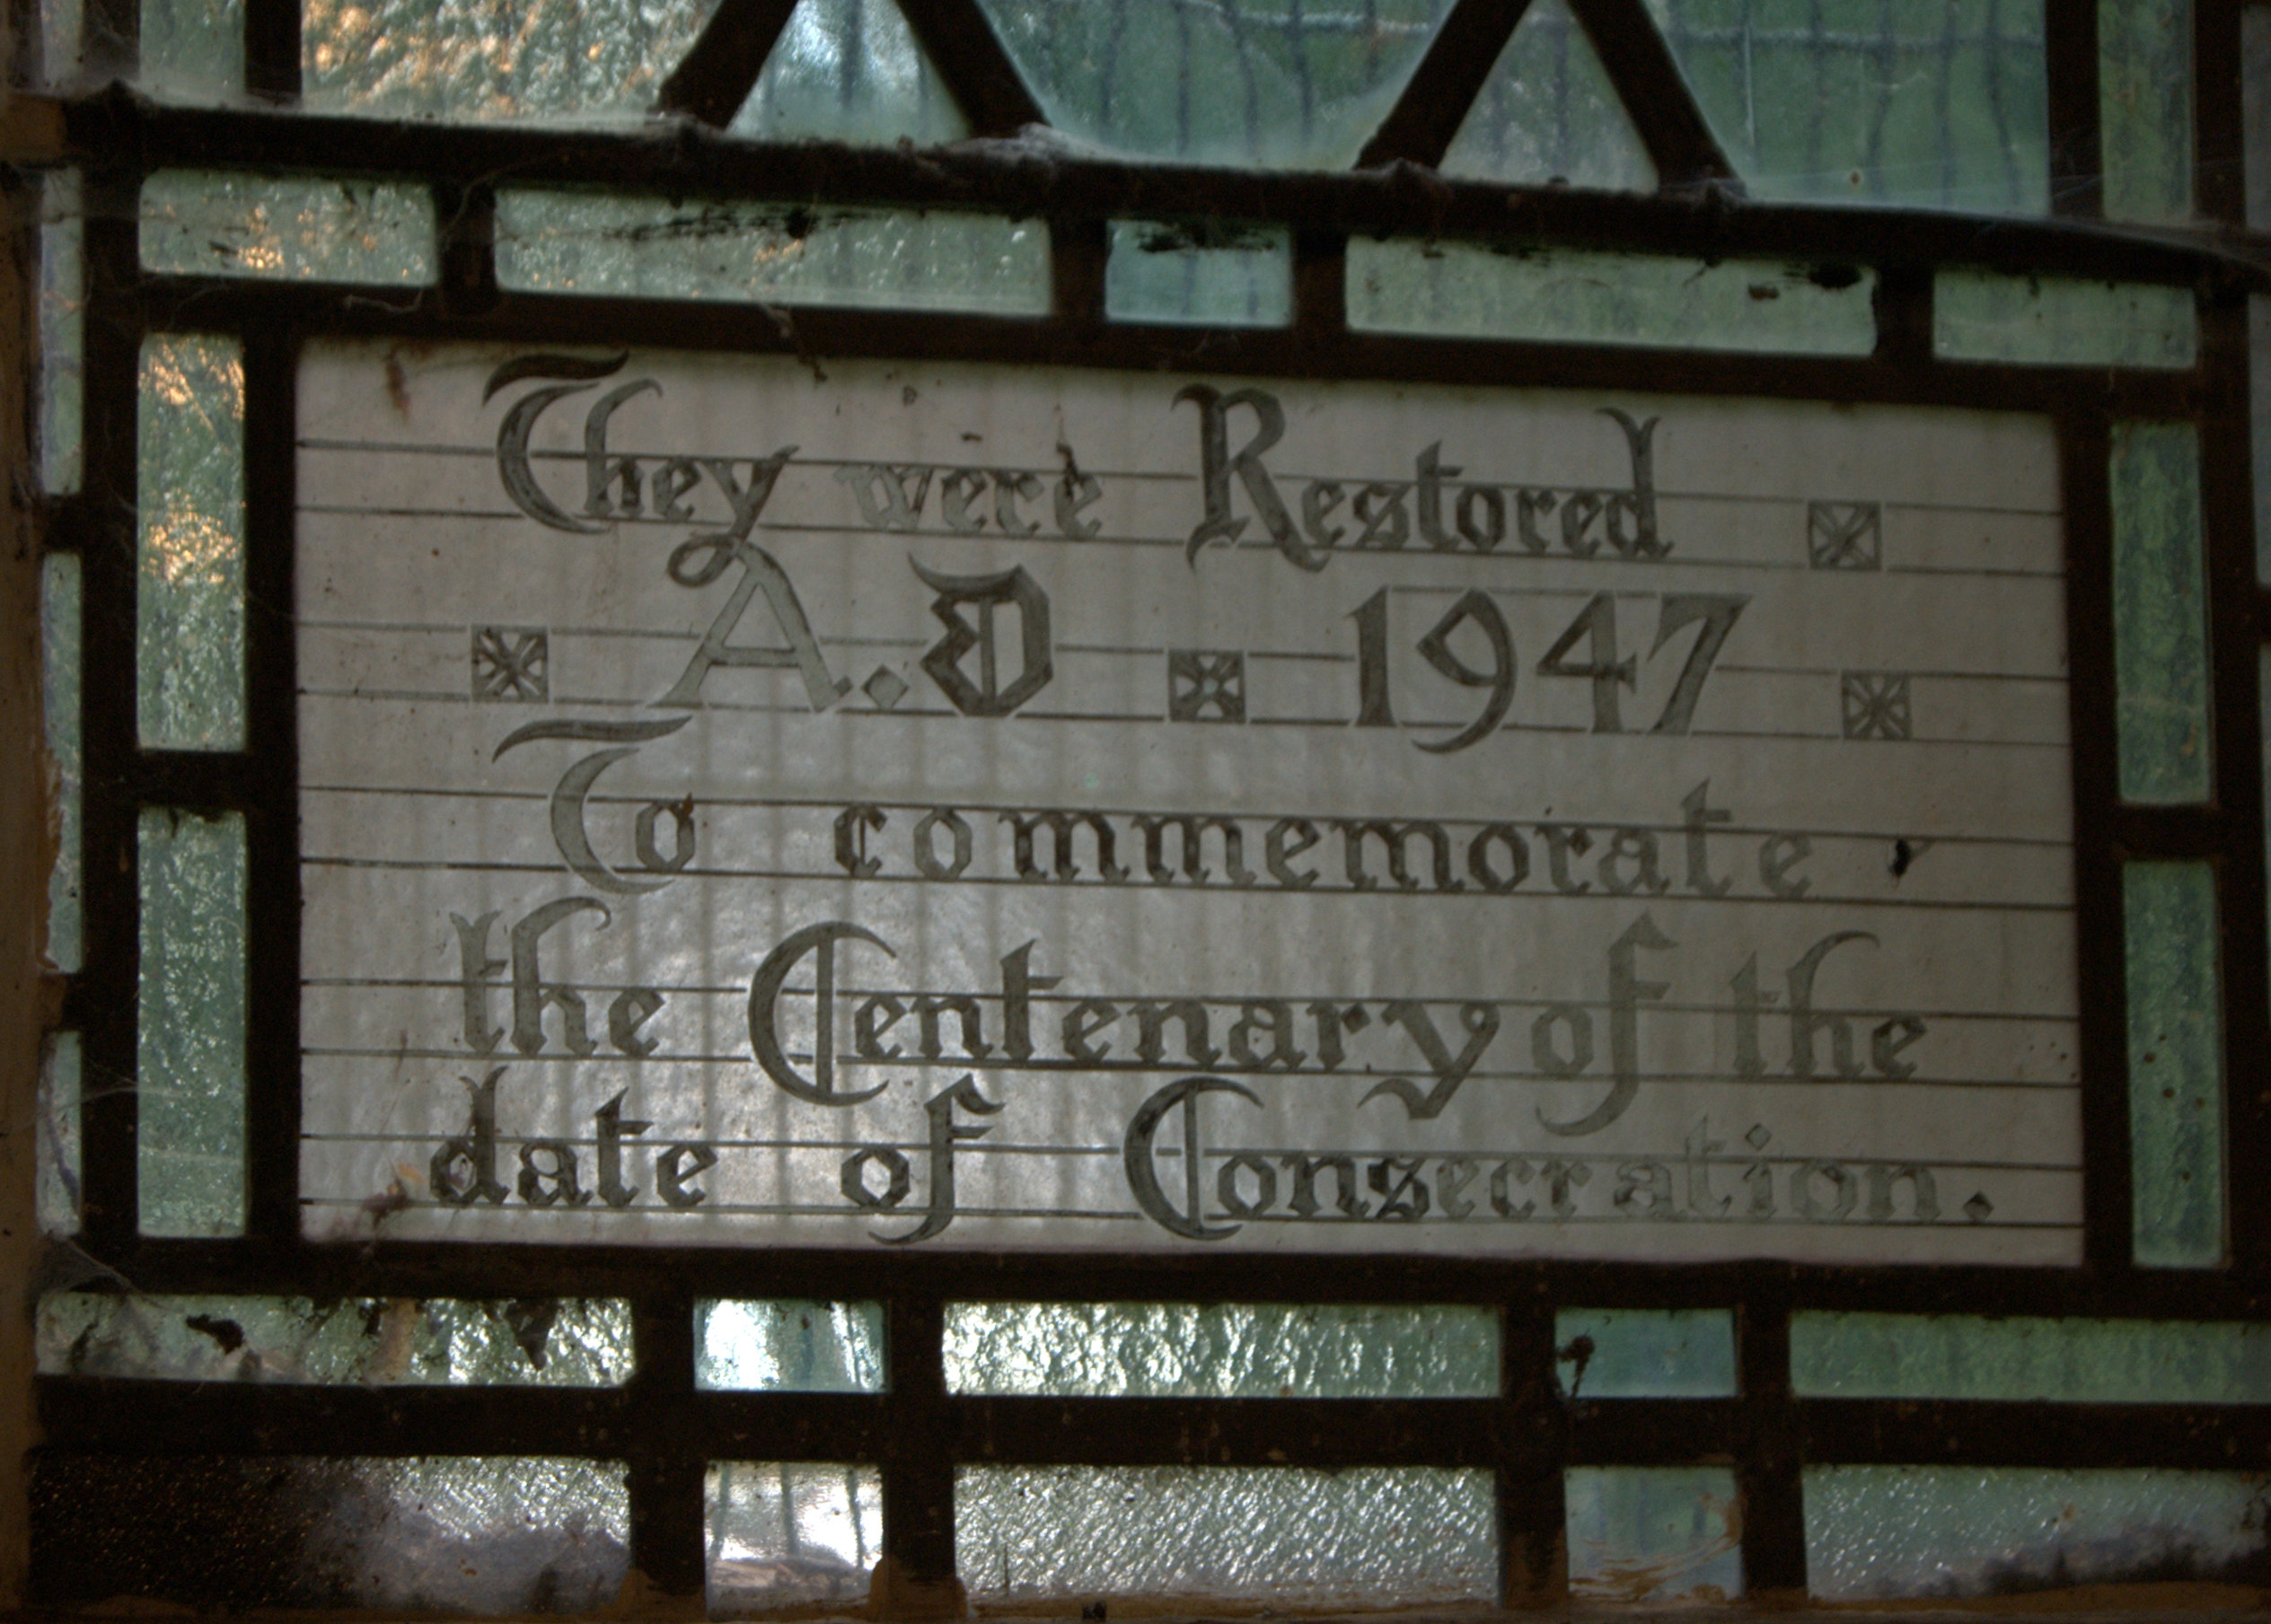 They were Restored
A.D 1947
To commemorate
the Centenary of the
date of Consecration.